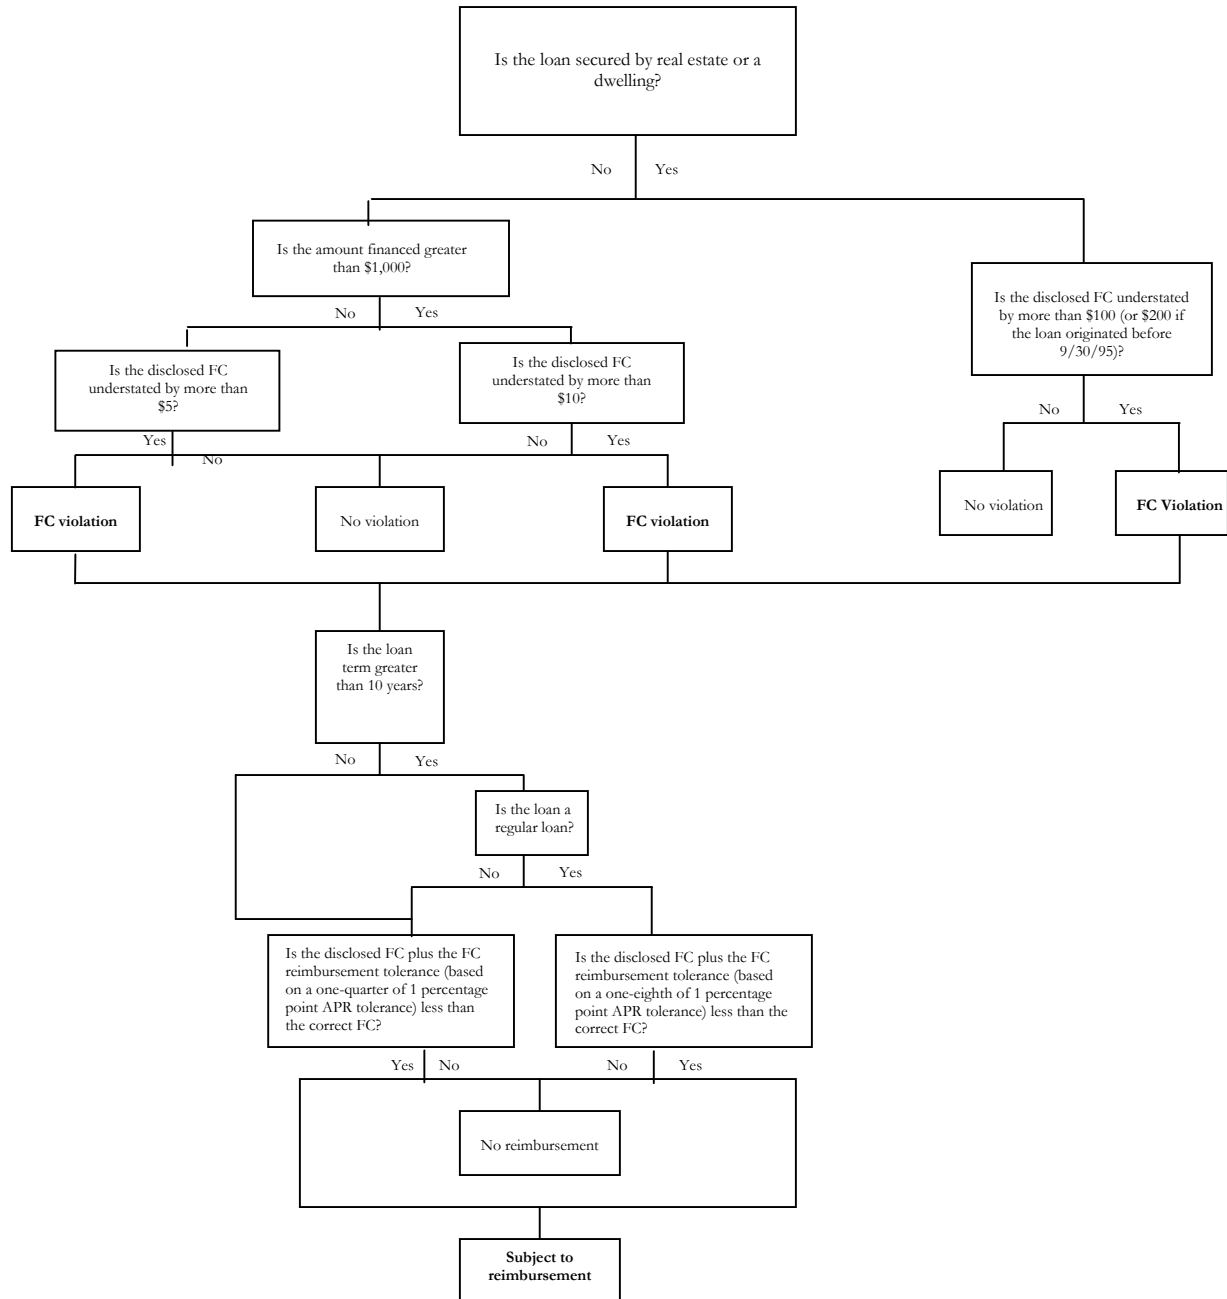 Is the loan secured by real estate or a
dwelling?
No
Yes
Is the amount financed greater
than $1,000?
No
Yes
Is the disclosed FC understated
by more than $100 (or $200 if
the loan originated before
9/30/95)?
Is the disclosed FC
understated by more than
$5?
Is the disclosed FC
understated by more than
$10?
No
Yes
Yes
No
No
Yes
FC violation
No violation
FC violation
No violation
FC Violation
Is the loan
term greater
than 10 years?
No
Yes
Is the loan a
regular loan?
No
Yes
Is the disclosed FC plus the FC
reimbursement tolerance (based
on a one-quarter of 1 percentage
point APR tolerance) less than
the correct FC?
Is the disclosed FC plus the FC
reimbursement tolerance (based
on a one-eighth of 1 percentage
point APR tolerance) less than the
correct FC?
Yes
No
No
Yes
No reimbursement
Subject to
reimbursement